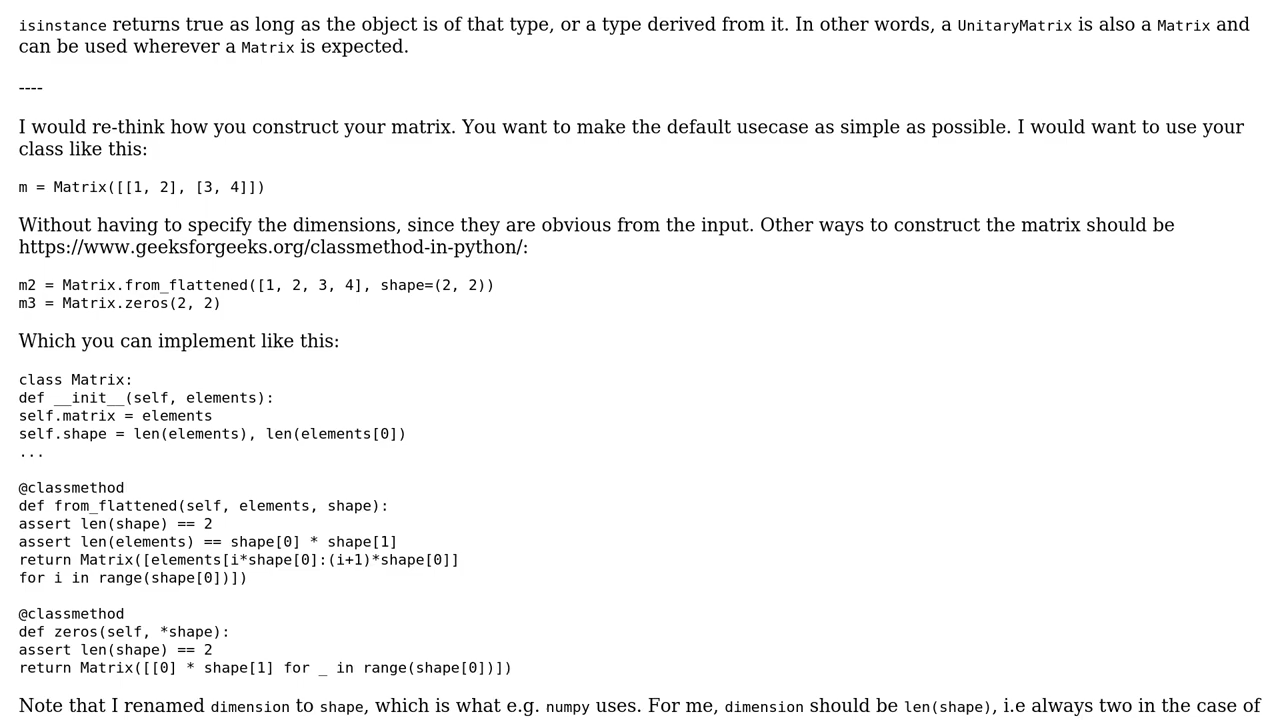 isinstance returns true as long as the object is of that type, or a type derived from it. In other words, a UnitaryMatrix is also a Matrix and
can be used wherever a Matrix is expected.
----
I would re-think how you construct your matrix. You want to make the default usecase as simple as possible. I would want to use your
class like this:
m = Matrix([[1, 2], [3, 4]])
Without having to specify the dimensions, since they are obvious from the input. Other ways to construct the matrix should be
https://www.geeksforgeeks.org/classmethod-in-python/:
m2 = Matrix.from_flattened([1, 2, 3, 4], shape=(2, 2))
m3 = Matrix.zeros(2, 2)
Which you can implement like this:
class Matrix:
def __init__(self, elements):
self.matrix = elements
self.shape = len(elements), len(elements[0])
...
@classmethod
def from_flattened(self, elements, shape):
assert len(shape) == 2
assert len(elements) == shape[0] * shape[1]
return Matrix([elements[i*shape[0]:(i+1)*shape[0]]
for i in range(shape[0])])
@classmethod
def zeros(self, *shape):
assert len(shape) == 2
return Matrix([[0] * shape[1] for _ in range(shape[0])])
Note that I renamed dimension to shape, which is what e.g. numpy uses. For me, dimension should be len(shape), i.e always two in the case of